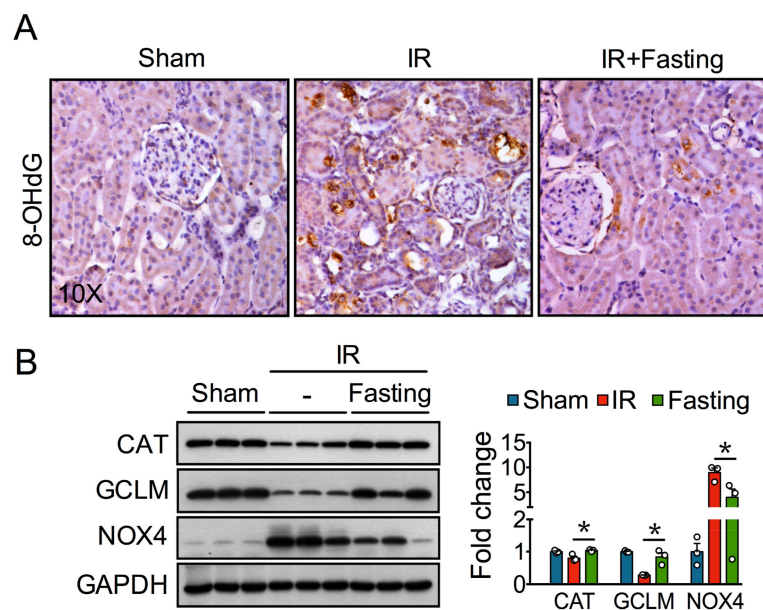 A
Sham IR IR+Fasting
8-OHdG
10X
B
IR
Sham - Fasting
CAT
GCLM
NOX4
GAPDH
Sham IR Fasting
Fold change
15
10
5
2
1
0
* * *
CAT GCLM NOX4